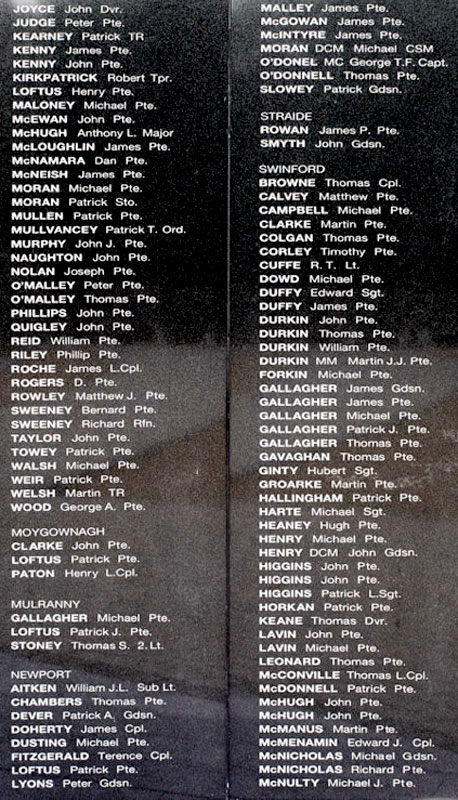 JOYCE John Dvr.
JUDGE Peter Pte.
KEARNEY Patrick TR
KENNY James Pte.
KENNY John Pte.
KIRKPATRICK Robert Tpr.
LOFTUS Henry Pte.
MALONEY Michael Pte.
McEWAN John Pte.
McHUGH Anthony L. Major
McLOUGHLIN James Pte.
McNAMARA Dan Pte.
McNEISH James Pte.
MORAN Michael Pte.
MORAN Patrick Sto.
MULLEN Patrick Pte.
MULLVANCEY Patrick T. Ord.
MURPHY John J. Pte.
NAUGHTON John Pte.
NOLAN Joseph Pte.
O'MALLEY Peter Pte.
O'MALLEY Thomas Pte.
PHILLIPS John Pte.
QUIGLEY John Pte.
REID William Pte.
RILEY Phillip Pte.
ROCHE James L.Cpl.
ROGERS D. Pte.
ROWLEY Matthew J. Pte.
SWEENEY Bernard Pte.
SWEENEY Richard Rfn.
TAYLOR John Pte.
TOWEY Patrick Pte.
WALSH Michael Pte.
WEIR Patrick Pte.
WELSH Martin TR
WOOD George A. Pte.
MOYGOWNAGH
CLARKE John Pte.
LOFTUS Patrick Pte.
PATON Henry L.Cpl.
MULRANNY
GALLAGHER Michael Pte.
LOFTUS Patrick J. Pte.
STONEY Thomas S. 2. Lt.
NEWPORT
AITKEN William J.L. Sub Lt.
CHAMBERS Thomas Pte.
DEVER Patrick A. Gdsn.
DOHERTY James Cpl.
DUSTING Michael Pte.
FITZGERALD Terence Cpl.
LOFTUS Patrick Pte.
LYONS Peter Gdsn.
MALLEY James Pte.
McGOWAN James Pte.
McINTYRE James Pte.
MORAN DCM Michael CSM
O'DONEL MC George T.F. Capt.
O'DONNELL Thomas Pte.
SLOWEY Patrick Gdsn.
STRAIDE
ROWAN James P. Pte.
SMYTH John Gdsn.
SWINFORD
BROWNE Thomas Cpl.
CALVEY Matthew Pte.
CAMPBELL Michael Pte.
CLARKE Martin Pte.
COLGAN Thomas Pte.
CORLEY Timothy Pte.
CUFFE R. T. Lt.
DOWD Michael Pte.
DUFFY Edward Sgt.
DUFFY James Pte.
DURKIN John Pte.
DURKIN Thomas Pte.
DURKIN William Pte.
DURKIN MM Martin J.J. Pte.
FORKIN Michael Pte.
GALLAGHER James Gdsn.
GALLAGHER James Pte.
GALLAGHER Michael Pte.
GALLAGHER Patrick J. Pte.
GALLAGHER Thomas Pte.
GAVAGHAN Thomas Pte.
GINTY Hubert Sgt.
GROARKE Martin Pte.
HALLINGHAM Patrick Pte.
HARTE Michael Sgt.
HEANEY Hugh Pte.
HENRY Michael Pte.
HENRY DCM John Gdsn.
HIGGINS John Pte.
HIGGINS John Pte.
HIGGINS Patrick L.Sgt.
HORKAN Patrick Pte.
KEANE Thomas Dvr.
LAVIN John Pte.
LAVIN Michael Pte.
LEONARD Thomas Pte.
McCONVILLE Thomas L.Cpl.
McDONNELL Patrick Pte.
McHUGH John Pte.
McHUGH John Pte.
McMANUS Martin Pte.
McMENAMIN Edward J. Cpl.
McNICHOLAS Michael Gdsn.
McNICHOLAS Richard Pte.
McNULTY Michael J. Pte.